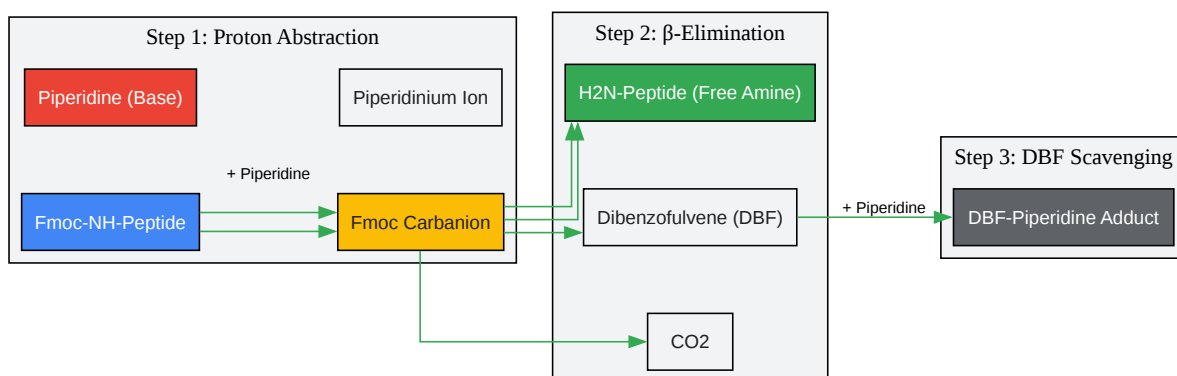 Step 1: Proton Abstraction
Piperidine (Base)
Piperidinium Ion
+ Piperidine
Fmoc-NH-Peptide
Fmoc Carbanion
Step 2: β-Elimination
H2N-Peptide (Free Amine)
Dibenzofulvene (DBF)
CO2
+ Piperidine
Step 3: DBF Scavenging
DBF-Piperidine Adduct